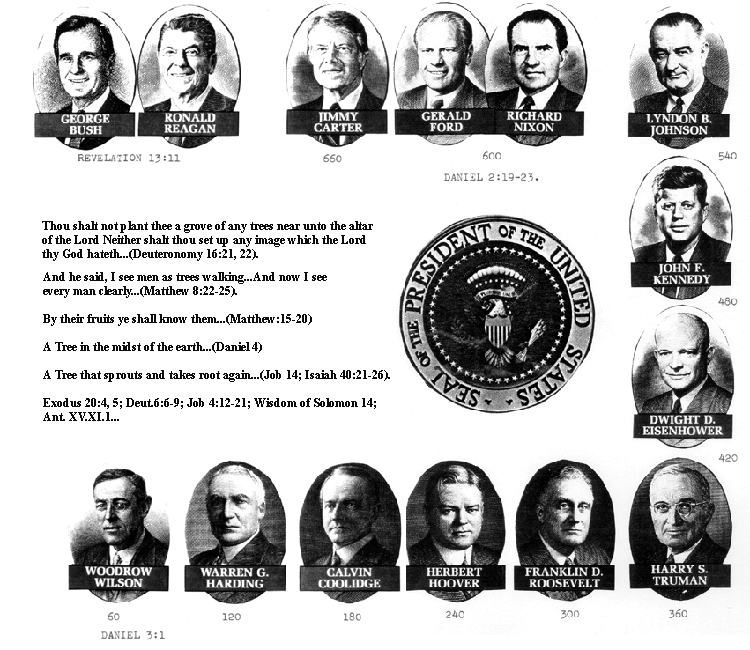 GEORGE
BUSH
RONALD
REAGAN
JIMMY
CARTER
GERALD
FORD
RICHARD
NIXON
LYNDON B.
JOHNSON
REVELATION 13:11
660
600
540
DANIEL 2:19-23.
JOHN F.
KENNEDY
480
Thou shalt not plant thee a grove of any trees near unto the altar
of the Lord Neither shalt thou set up any image which the Lord
thy God hateth...(Deuteronomy 16:21, 22).
And he said, I see men as trees walking...And now I see
every man clearly...(Matthew 8:22-25).
By their fruits ye shall know them...(Matthew:15-20)
A Tree in the midst of the earth...(Daniel 4)
A Tree that sprouts and takes root again...(Job 14; Isaiah 40:21-26).
Exodus 20:4, 5; Deut.6:6-9; Job 4:12-21; Wisdom of Solomon 14;
Ant. XV.XI.1...
SEAL OF THE PRESIDENT OF THE UNITED STATES
DWIGHT D.
EISENHOWER
420
WOODROW
WILSON
WARREN G.
HARDING
CALVIN
COOLIDGE
HERBERT
HOOVER
FRANKLIN D.
ROOSEVELT
HARRY S.
TRUMAN
60
120
180
240
300
360
DANIEL 3:1